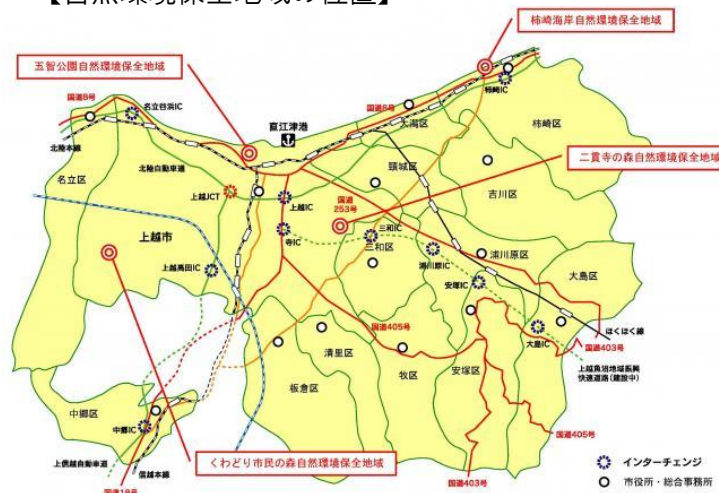 【自然環境保全地域の位置】
柿崎海岸自然環境保全地域
五智公園自然環境保全地域
国道8号
名立谷浜IC
直江津港
国道8号
柿崎IC
大潟区
柿崎区
北陸本線
北陸自動車道
頸城区
二貫寺の森自然環境保全地域
名立区
上越JCT
上越IC
国道
253号
吉川区
上越市
寺IC
三和IC
三和区
浦川原IC
浦川原区
上越高田IC
安塚IC
大島区
国道405号
大島IC
ほくほく線
国道403号
清里区
板倉区
牧区
安塚区
上越魚沼地域振興
快速道路(建設中)
中郷区
中郷IC
国道405号
上信越自動車道
くわどり市民の森自然環境保全地域
信越本線
国道403号
国道18号
インターチェンジ
市役所・総合事務所